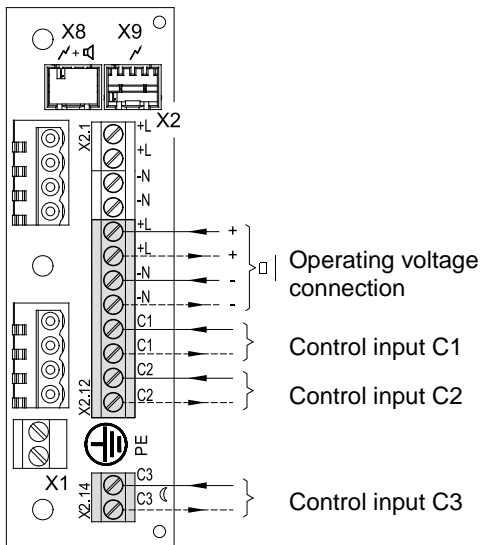 X8 X9
+
X2
X2.1
+L
+L
-N
-N
+L +
+L +
-N -
-N -
Operating voltage
connection
C1
C1
Control input C1
C2
C2
Control input C2
X2.12
PE
X1
X2.14
C3
C3
Control input C3